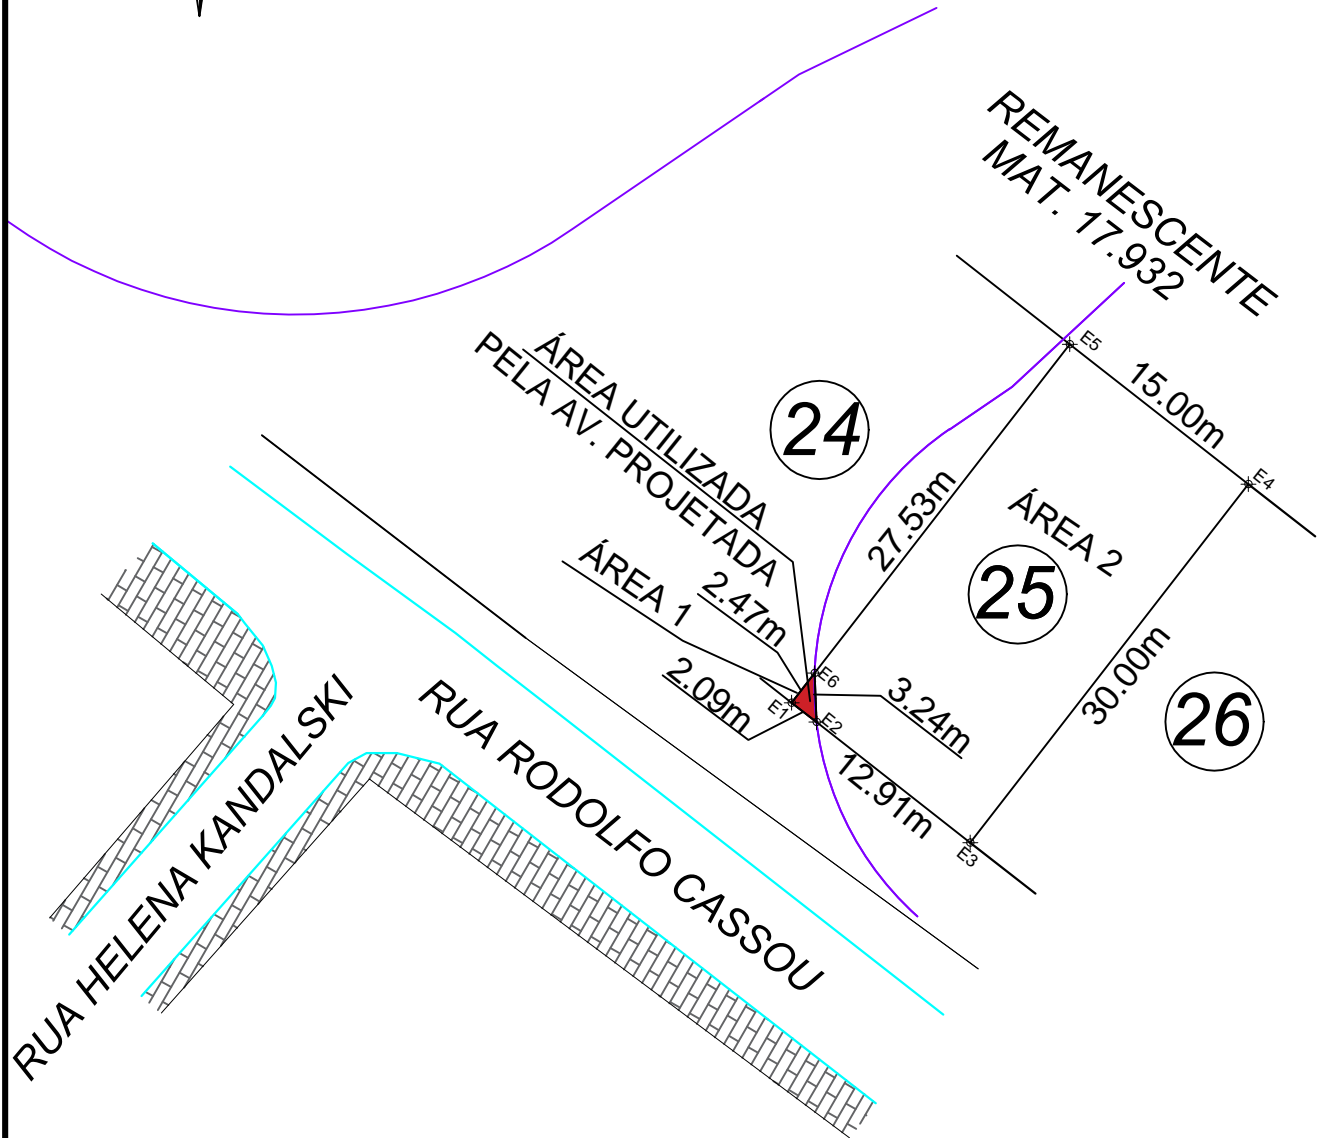 REMANESCENTE
MAT. 17.932
ÁREA UTILIZADA
PELA AV. PROJETADA
24
E5
15.00m
E4
27.53m
ÁREA 2
25
ÁREA 1
2.47m
2.09m
E6
E1
E2
3.24m
30.00m
26
12.91m
E3
RUA RODOLFO CASSOU
RUA HELENA KANDALSKI